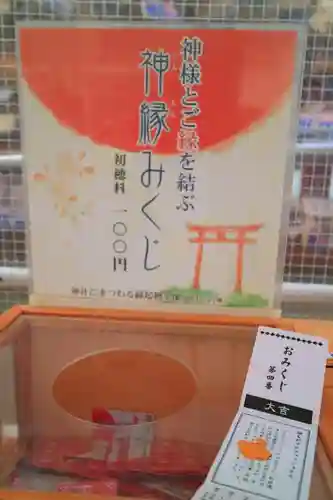 神様とご縁を結ぶ
神縁みくじ
初穂料 一〇〇円
おみくじ
第四番
大吉